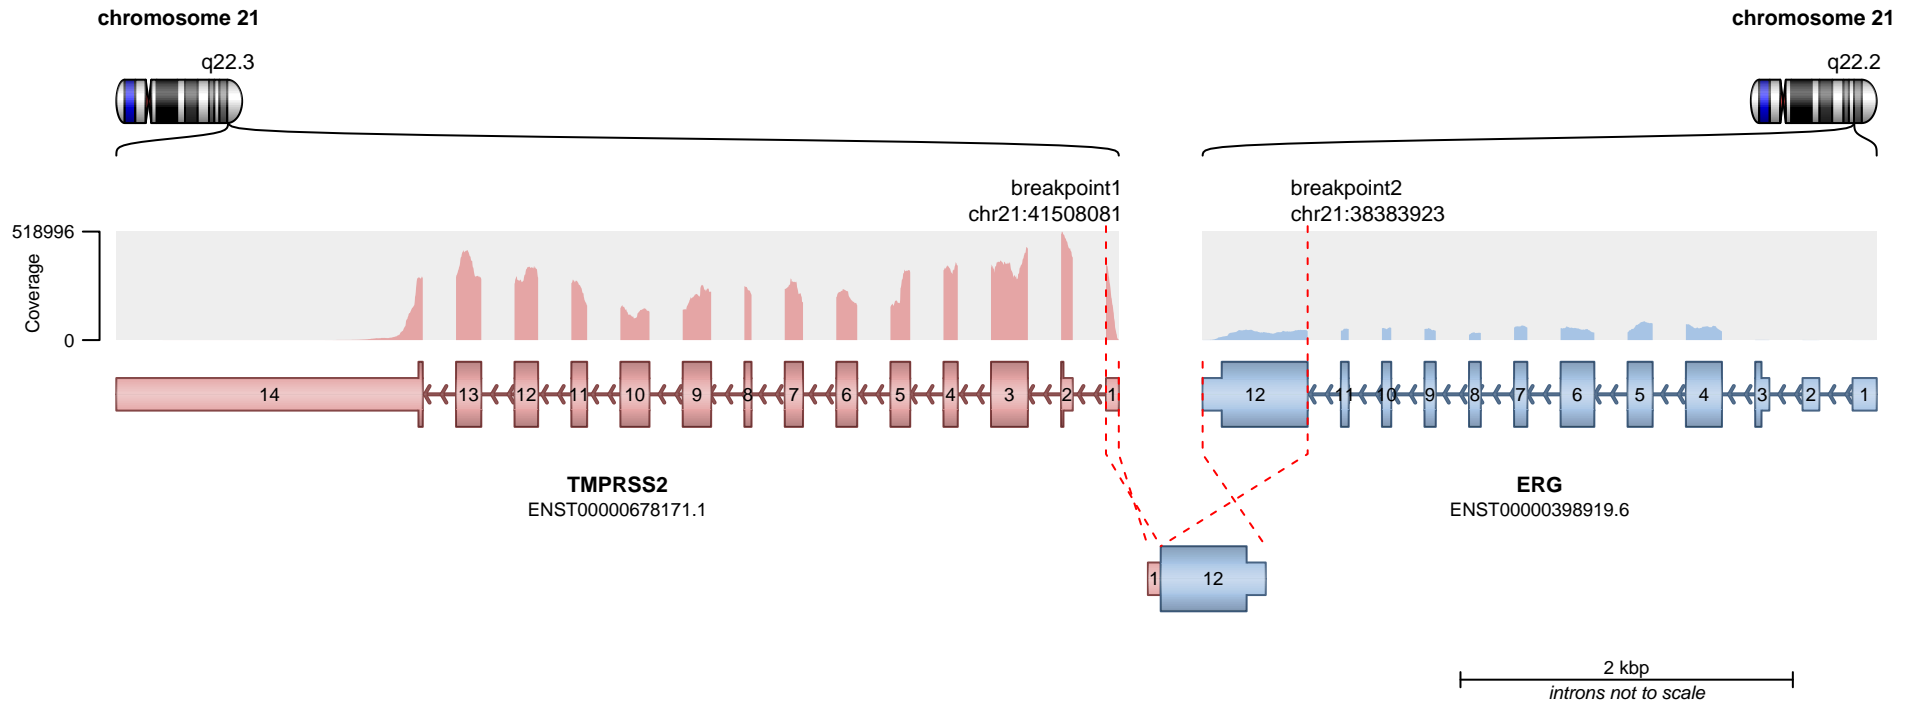 chromosome 21
chromosome 21
q22.3
q22.2
breakpoint1
chr21:41508081
breakpoint2
chr21:38383923
518996
Coverage
0
14 13 12 11 10 9 8 7 6 5 4 3 2 1
12 11 10 9 8 7 6 5 4 3 2 1
TMPRSS2
ENST00000678171.1
ERG
ENST00000398919.6
1 12
2 kbp
introns not to scale